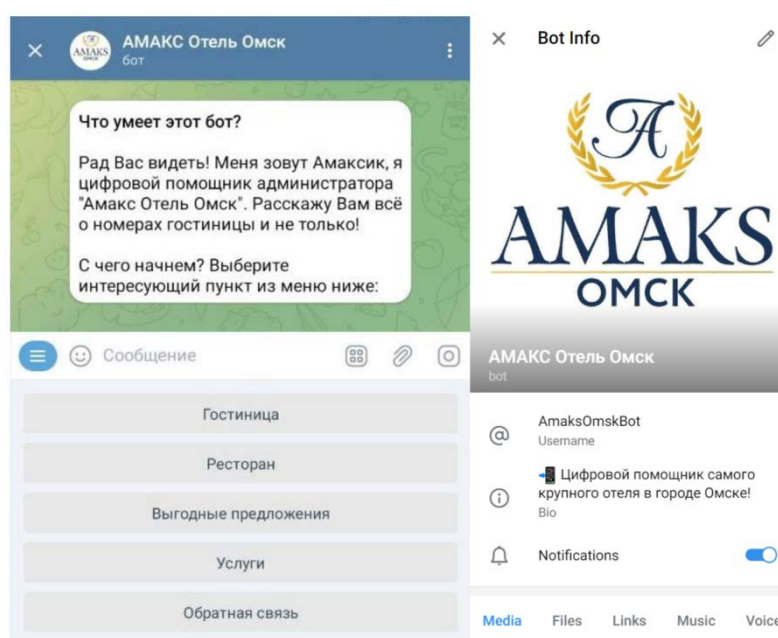 АМАКС Отель Омск
бот
Что умеет этот бот?
Рад Вас видеть! Меня зовут Амаксик, я
цифровой помощник администратора
"Амакс Отель Омск". Расскажу Вам всё
о номерах гостиницы и не только!
С чего начнем? Выберите
интересующий пункт из меню ниже:
Сообщение
Гостиница
Ресторан
Выгодные предложения
Услуги
Обратная связь
Bot Info
A
AMAKS
ОМСК
АМАКС Отель Омск
bot
AmaksOmskBot
Username
Цифровой помощник самого
крупного отеля в городе Омске!
Bio
Notifications
Media Files Links Music Voice